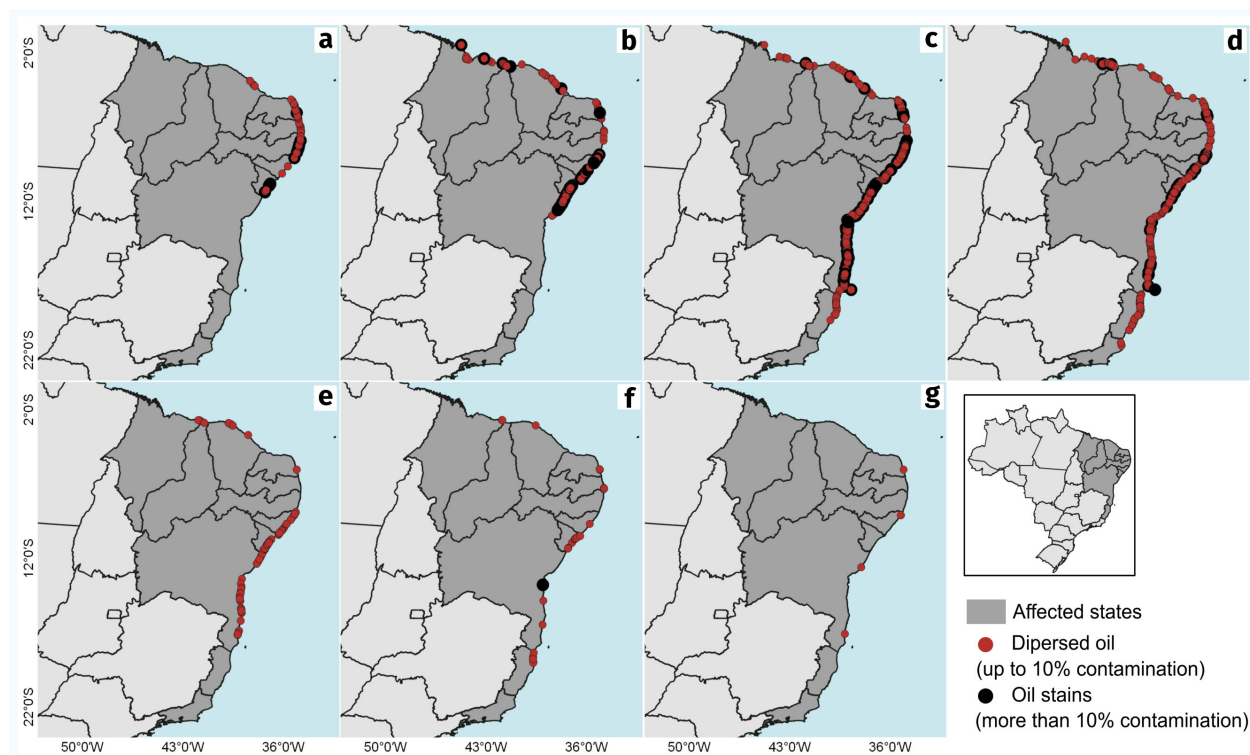 a
b
c
d
2°0'S
12°0'S
22°0'S
e
f
g
2°0'S
12°0'S
22°0'S
50°0'W
43°0'W
36°0'W
50°0'W
43°0'W
36°0'W
50°0'W
43°0'W
36°0'W
Affected states
Dipersed oil
(up to 10% contamination)
Oil stains
(more than 10% contamination)